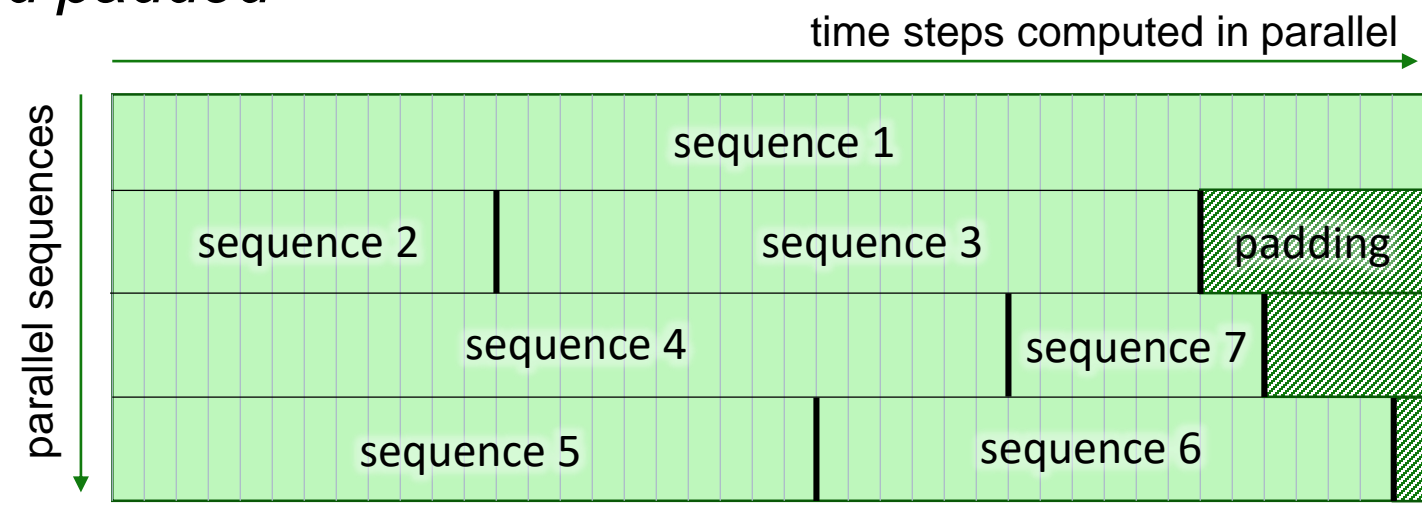 padded
time steps computed in parallel
parallel sequences
sequence 1
sequence 2
sequence 3
padding
sequence 4
sequence 7
sequence 5
sequence 6